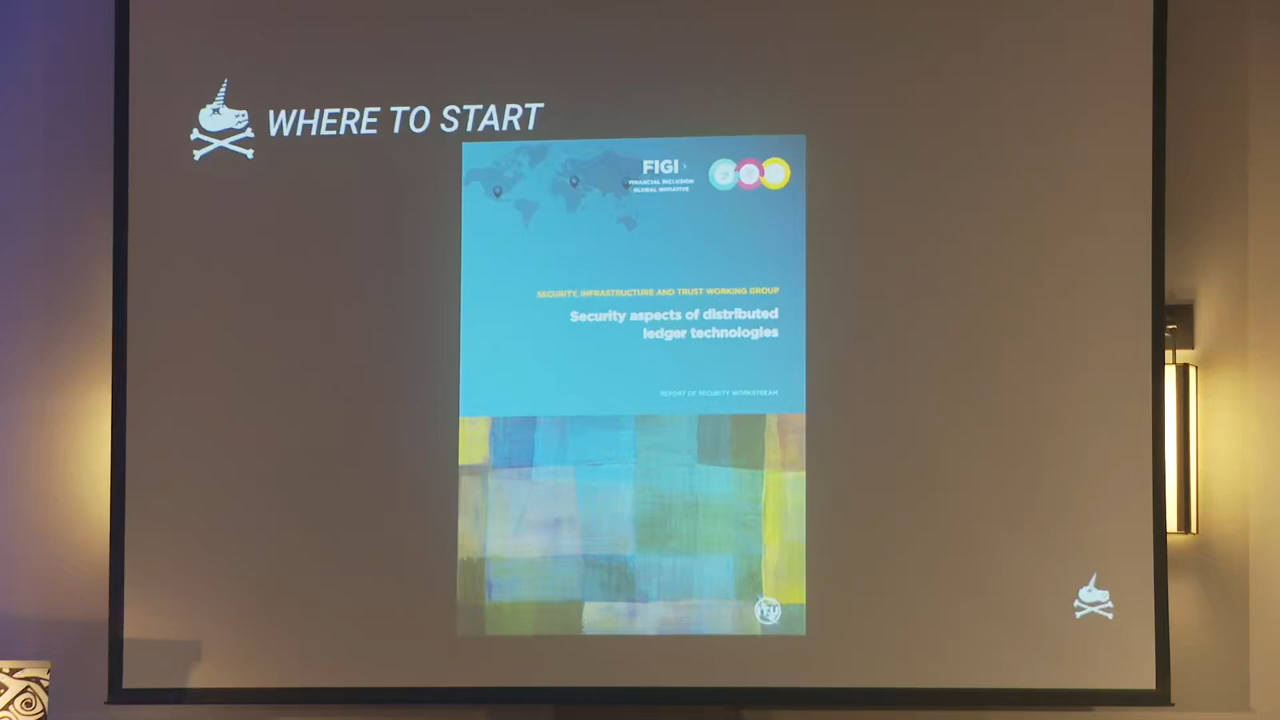 WHERE TO START
FIGI
FINANCIAL INCLUSION
GLOBAL INITIATIVE
SECURITY, INFRASTRUCTURE AND TRUST WORKING GROUP
Security aspects of distributed
ledger technologies
REPORT OF SECURITY WORKSTREAM
ITU